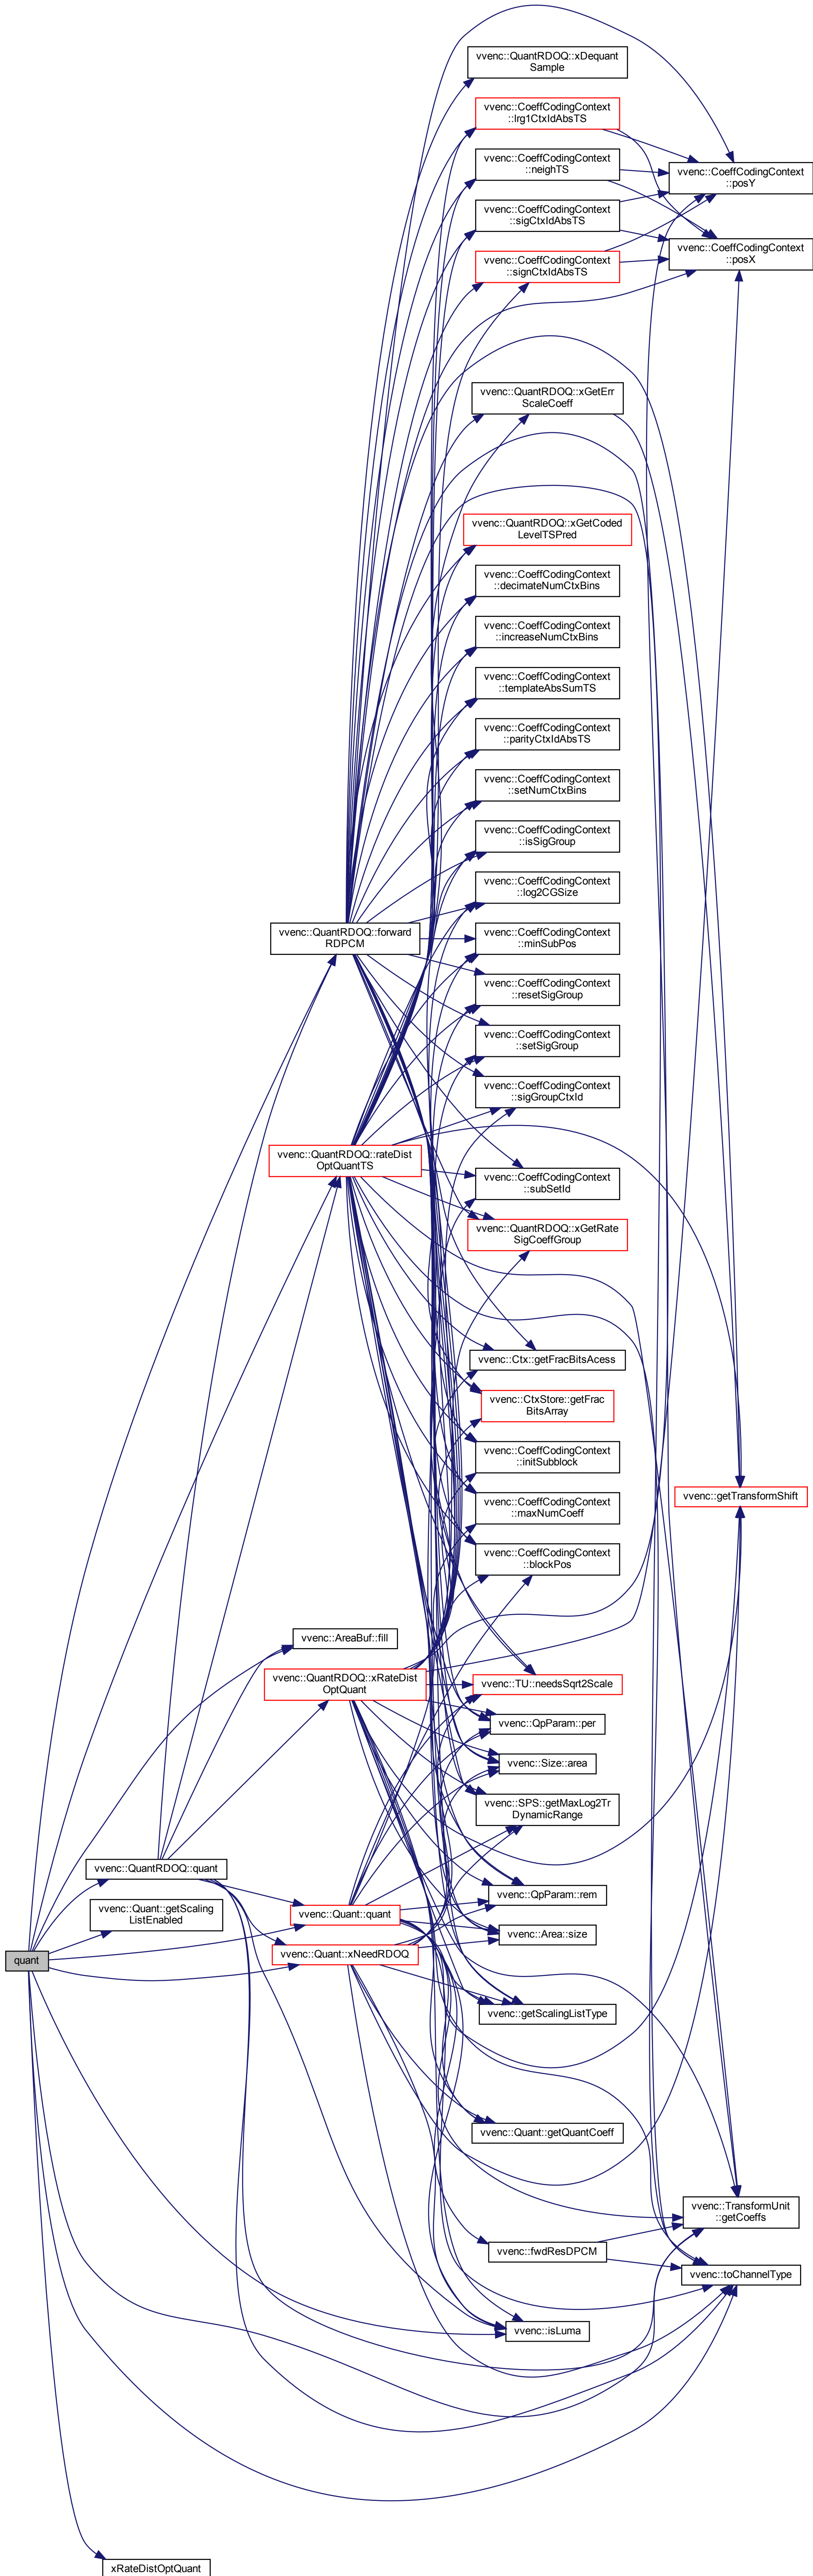 vvenc::QuantRDOQ::xDequant
Sample
vvenc::CoeffCodingContext
::lrg1CtxIdAbsTS
vvenc::CoeffCodingContext
::neighTS
vvenc::CoeffCodingContext
::posY
vvenc::CoeffCodingContext
::sigCtxIdAbsTS
vvenc::CoeffCodingContext
::posX
vvenc::CoeffCodingContext
::signCtxIdAbsTS
vvenc::QuantRDOQ::xGetErr
ScaleCoeff
vvenc::QuantRDOQ::xGetCoded
LevelTSPred
vvenc::CoeffCodingContext
::decimateNumCtxBins
vvenc::CoeffCodingContext
::increaseNumCtxBins
vvenc::CoeffCodingContext
::templateAbsSumTS
vvenc::CoeffCodingContext
::parityCtxIdAbsTS
vvenc::CoeffCodingContext
::setNumCtxBins
vvenc::CoeffCodingContext
::isSigGroup
vvenc::CoeffCodingContext
::log2CGSize
vvenc::QuantRDOQ::forward
RDPCM
vvenc::CoeffCodingContext
::minSubPos
vvenc::CoeffCodingContext
::resetSigGroup
vvenc::CoeffCodingContext
::setSigGroup
vvenc::CoeffCodingContext
::sigGroupCtxId
vvenc::QuantRDOQ::rateDist
OptQuantTS
vvenc::CoeffCodingContext
::subSetId
vvenc::QuantRDOQ::xGetRate
SigCoeffGroup
vvenc::Ctx::getFracBitsAcess
vvenc::CtxStore::getFrac
BitsArray
vvenc::CoeffCodingContext
::initSubblock
vvenc::getTransformShift
vvenc::CoeffCodingContext
::maxNumCoeff
vvenc::CoeffCodingContext
::blockPos
vvenc::AreaBuf::fill
vvenc::QuantRDOQ::xRateDist
OptQuant
vvenc::TU::needsSqrt2Scale
vvenc::QpParam::per
vvenc::Size::area
vvenc::SPS::getMaxLog2Tr
DynamicRange
vvenc::QuantRDOQ::quant
vvenc::QpParam::rem
vvenc::Quant::getScaling
ListEnabled
vvenc::Quant::quant
vvenc::Area::size
quant
vvenc::Quant::xNeedRDOQ
vvenc::getScalingListType
vvenc::Quant::getQuantCoeff
vvenc::TransformUnit
::getCoeffs
vvenc::fwdResDPCM
vvenc::toChannelType
vvenc::isLuma
xRateDistOptQuant